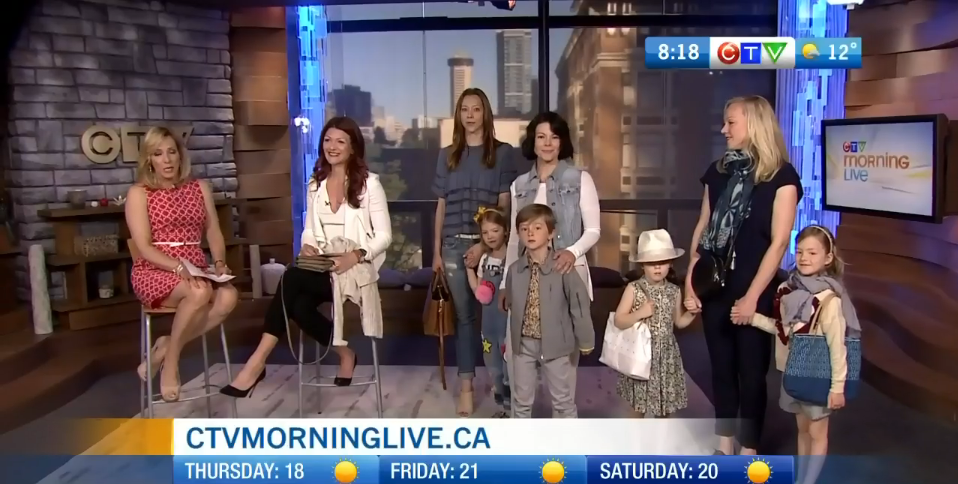 8:18 CTV 12°
CTV
CTV
MORNING
LIVE
CTVMORNINGLIVE.CA
THURSDAY: 18 FRIDAY: 21 SATURDAY: 20